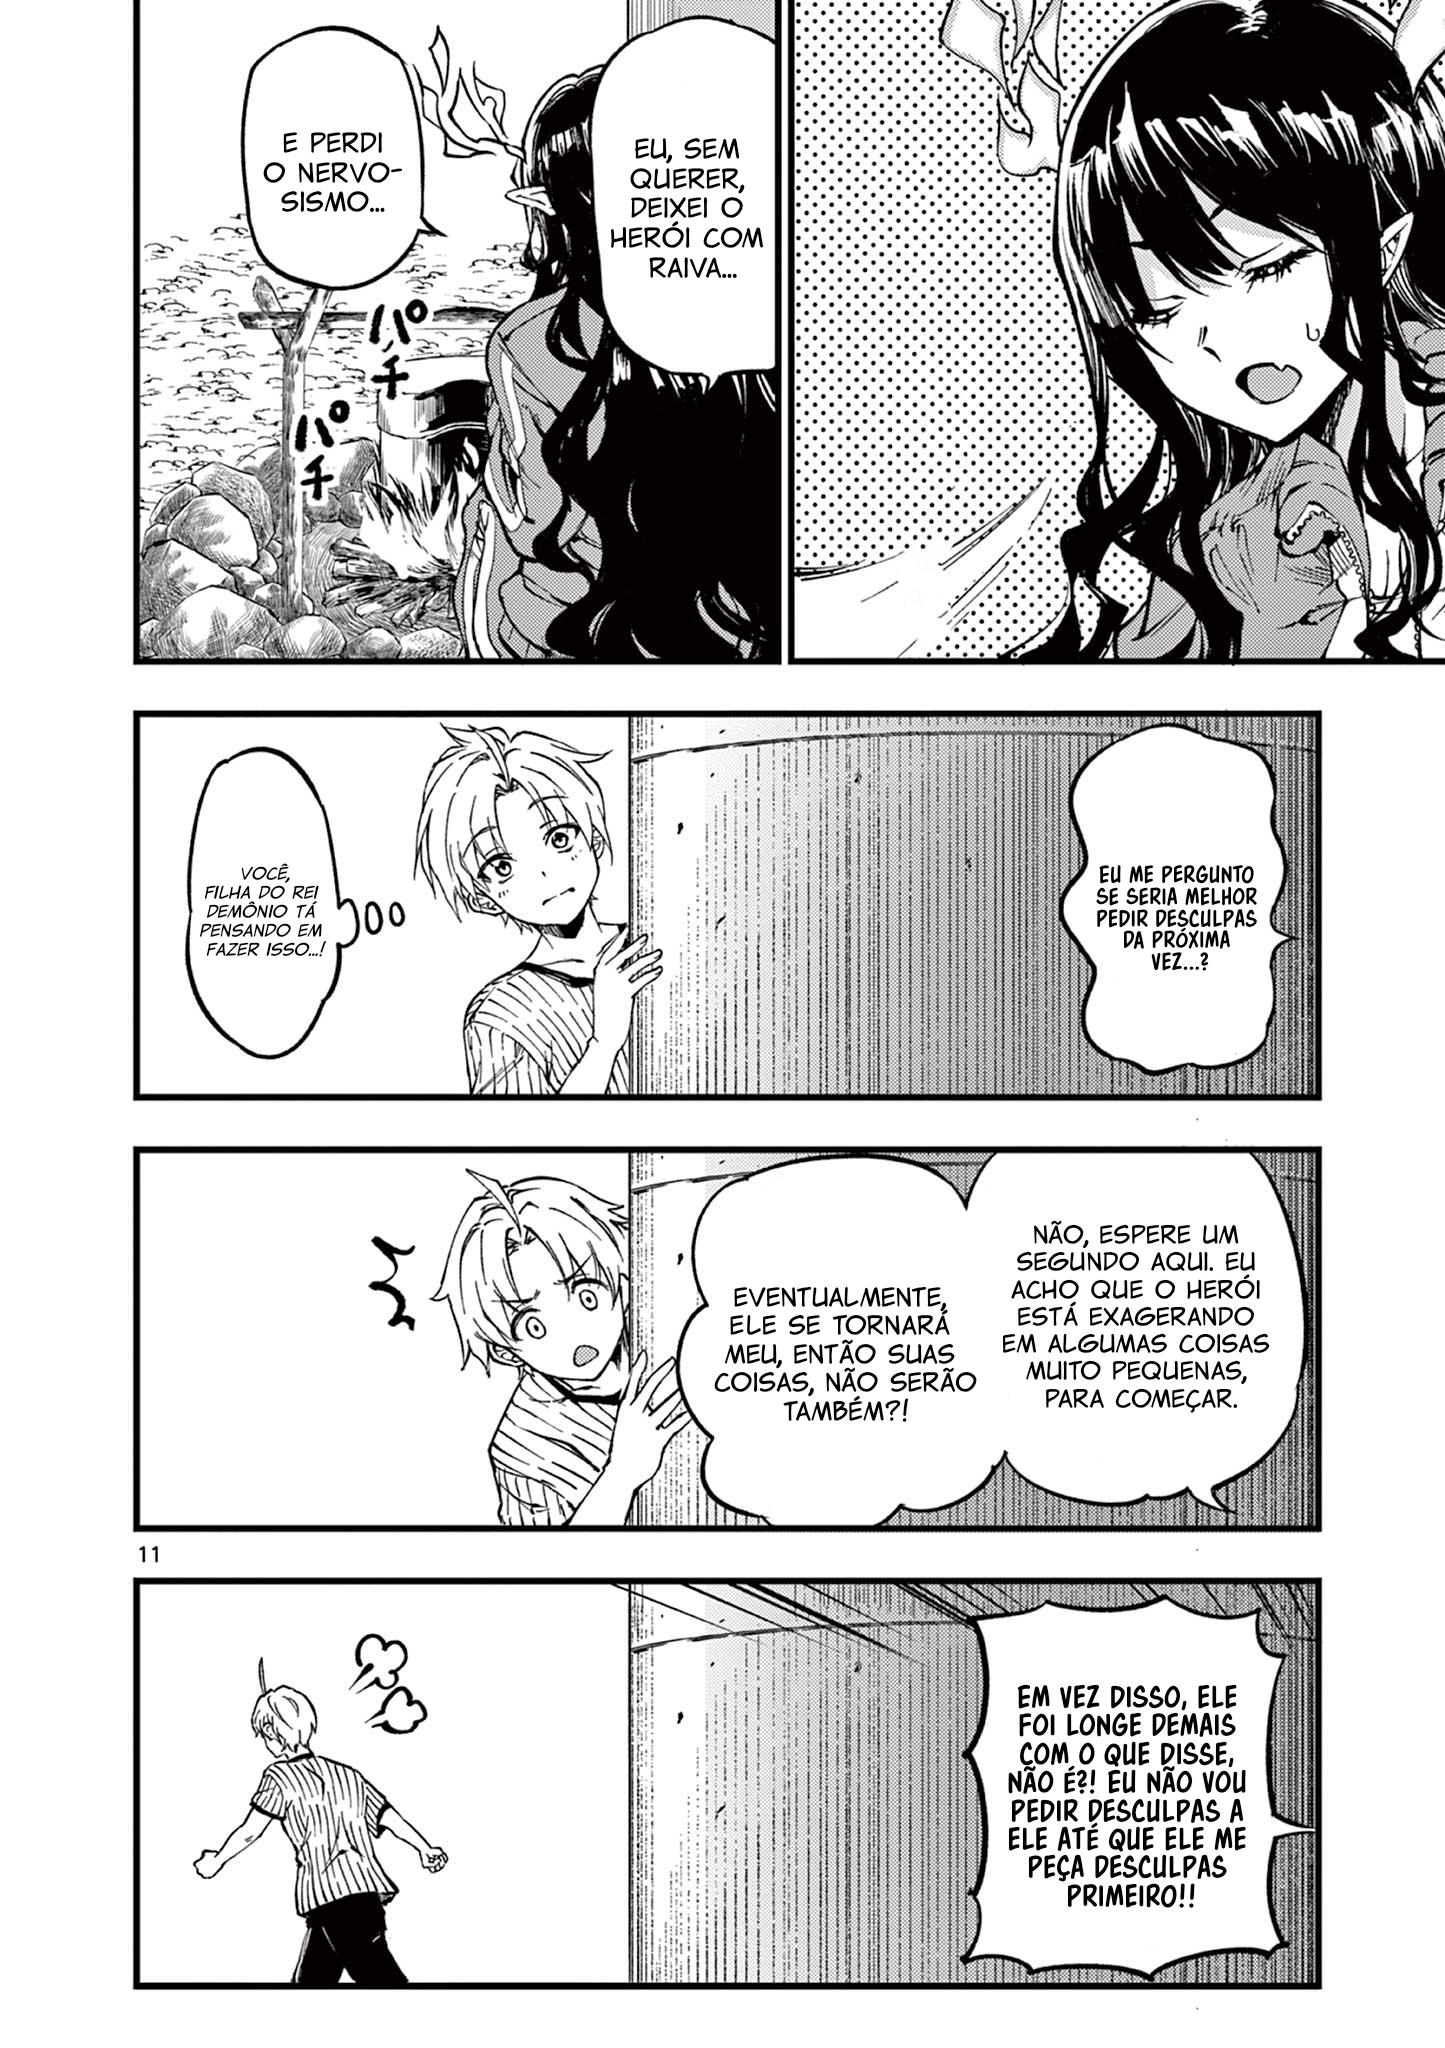 EU, SEM
QUERER,
DEIXEI O
HERÓI COM
RAIVA...
E PERDI
O NERVO-
SISMO...
パチ
パチ
EU ME PERGUNTO
SE SERIA MELHOR
PEDIR DESCULPAS
DA PRÓXIMA
VEZ...?
VOCÊ,
FILHA DO REI
DEMÔNIO TÁ
PENSANDO EM
FAZER ISSO...!
NÃO, ESPERE UM
SEGUNDO AQUI. EU
ACHO QUE O HERÓI
ESTÁ EXAGERANDO
EM ALGUMAS COISAS
MUITO PEQUENAS,
PARA COMEÇAR.
EVENTUALMENTE,
ELE SE TORNARÁ
MEU, ENTÃO SUAS
COISAS, NÃO SERÃO
TAMBÉM?!
11
EM VEZ DISSO, ELE
FOI LONGE DEMAIS
COM O QUE DISSE,
NÃO É?! EU NÃO VOU
PEDIR DESCULPAS A
ELE ATÉ QUE ELE ME
PEÇA DESCULPAS
PRIMEIRO!!